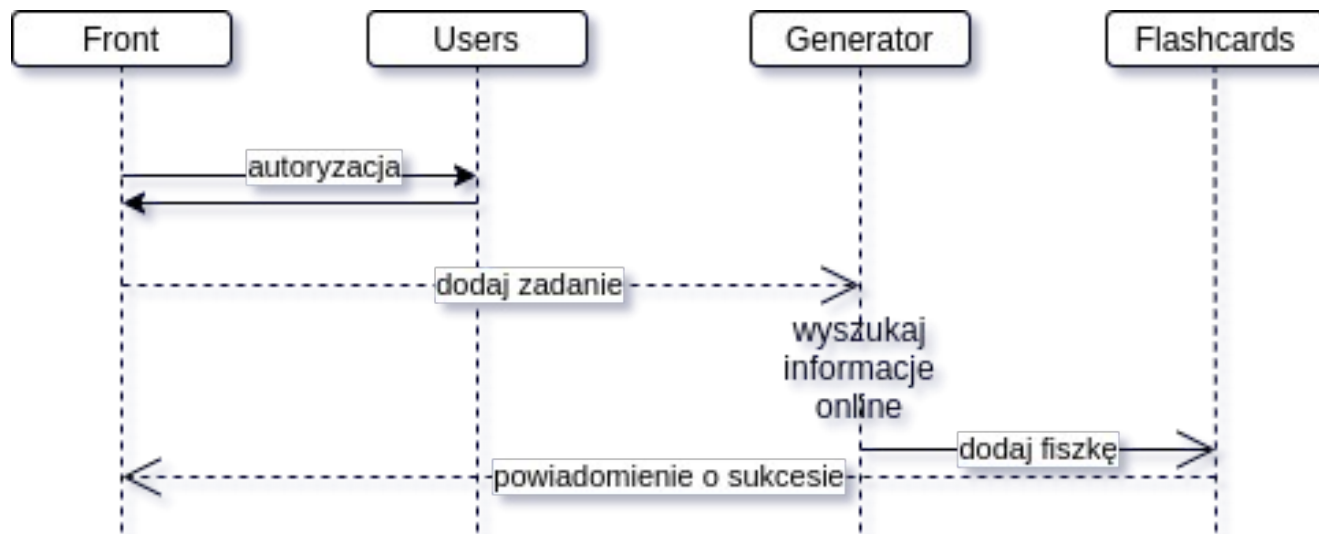 Front
Users
Generator
Flashcards
autoryzacja
dodaj zadanie
wyszukaj
informacje
online
dodaj fiszkę
powiadomienie o sukcesie